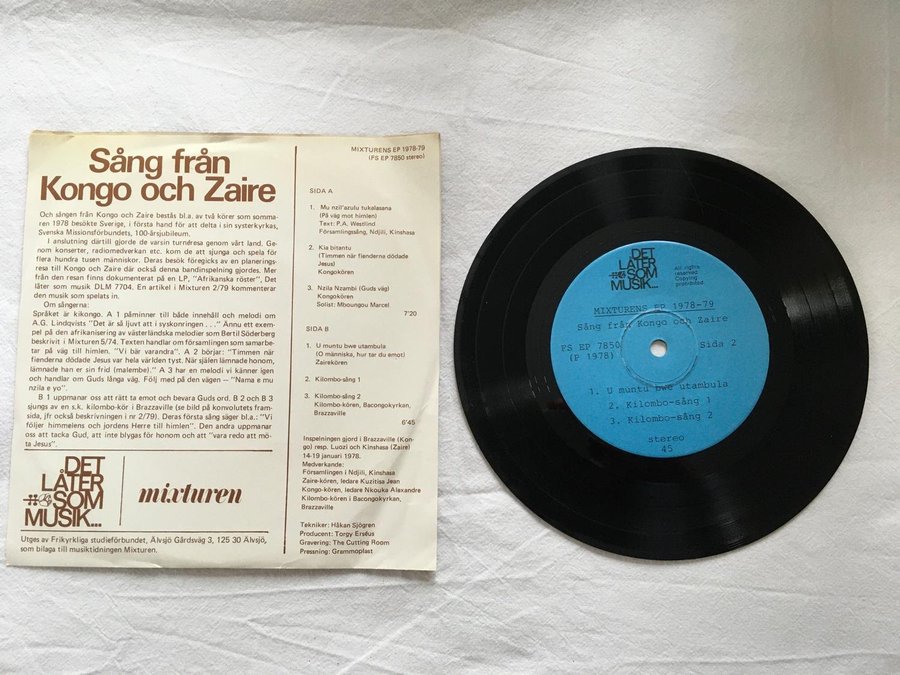 Sång från
Kongo och Zaire
Och sången från Kongo och Zaire bestås bl.a. av två körer som somma-
ren 1978 besökte Sverige, i första hand för att delta i sin systerkyrkas,
Svenska Missionsförbundets, 100-årsjubileum.
I anslutning därtill gjorde de varsin turnéresa genom vårt land. Ge-
nom konserter, radiomedverkan etc. kom de att sjunga och spela för
flera hundra tusen människor. Deras besök föregicks av en planerings-
resa till Kongo och Zaire där också denna bandinspelning gjordes. Mer
från den resan finns dokumenterat på en LP, "Afrikanska röster", Det
låter som musik DLM 7704. En artikel i Mixturen 2/79 kommenterar
den musik som spelats in.
Om sångerna:
Språket är kikongo. A 1 påminner till både innehåll och melodi om
A.G. Lindqvists "Det är så ljuvt att i syskonringen . . ." Ännu ett exem-
pel på den afrikanisering av västerländska melodier som Bertil Söderberg
beskrivit i Mixturen 5/74. Texten handlar om församlingen som samarbe-
tar på väg till himlen. "Vi bär varandra". A 2 börjar: "Timmen när
fienderna dödade Jesus var hela världen tyst. När själen lämnade honom,
lämnade han er sin frid (malembe)." A 3 har en melodi vi känner igen
och handlar om Guds långa väg. Följ med på den vägen -- "Nama e mu
nzila e yo".
B 1 uppmanar oss att rätt ta emot och bevara Guds ord. B 2 och B 3
sjungs av en s.k. kilombo-kör i Brazzaville (se bild på konvolutets fram-
sida, jfr också beskrivningen i nr 2/79). Deras första sång säger bl.a.: "Vi
följer himmelens och jordens Herre till himlen". Den andra uppmanar
oss att tacka Gud, att inte blygas för honom och att "vara redo att mö-
ta Jesus".
DET
LÅTER
SOM
MUSIK...
mixturen
Utges av Frikyrkliga studieförbundet, Älvsjö Gårdsväg 3, 125 30 Älvsjö,
som bilaga till musiktidningen Mixturen.
MIXTURENS EP 1978-79
(FS EP 7850 stereo)
SIDA A
1. Mu nzil'azulu tukalasana
(På väg mot himlen)
Text: P.A. Westlind
Församlingssång, Ndjili, Kinshasa
2. Kia bitantu
(Timmen när fienderna dödade
Jesus)
Kongokören
3. Nzila Nzambi (Guds väg)
Kongokören
Solist: Mboungou Marcel
7'20
SIDA B
1. U muntu bwe utambula
(O människa, hur tar du emot)
Zairekören
2. Kilombo-sång 1
3. Kilombo-sång 2
Kilombo-kören, Bacongokyrkan,
Brazzaville
6'45
Inspelningen gjord i Brazzaville (Kon-
go) resp. Luozi och Kinshasa (Zaire)
14-19 januari 1978.
Medverkande:
Församlingen i Ndjili, Kinshasa
Zaire-kören, ledare Kuzitisa Jean
Kongo-kören, ledare Nkouka Alexandre
Kilombo-kören i Bacongokyrkan,
Brazzaville
Tekniker: Håkan Sjögren
Producent: Torgy Erséus
Gravering: The Cutting Room
Pressning: Grammoplast
DET
LÅTER
SOM
MUSIK...
All rights
reserved
Copying
prohibited
MIXTURENS EP 1978-79
Sång från Kongo och Zaire
FS EP 7850
(P 1978)
Sida 2
1. U muntu bwe utambula
2. Kilombo-sång 1
3. Kilombo-sång 2
stereo
45